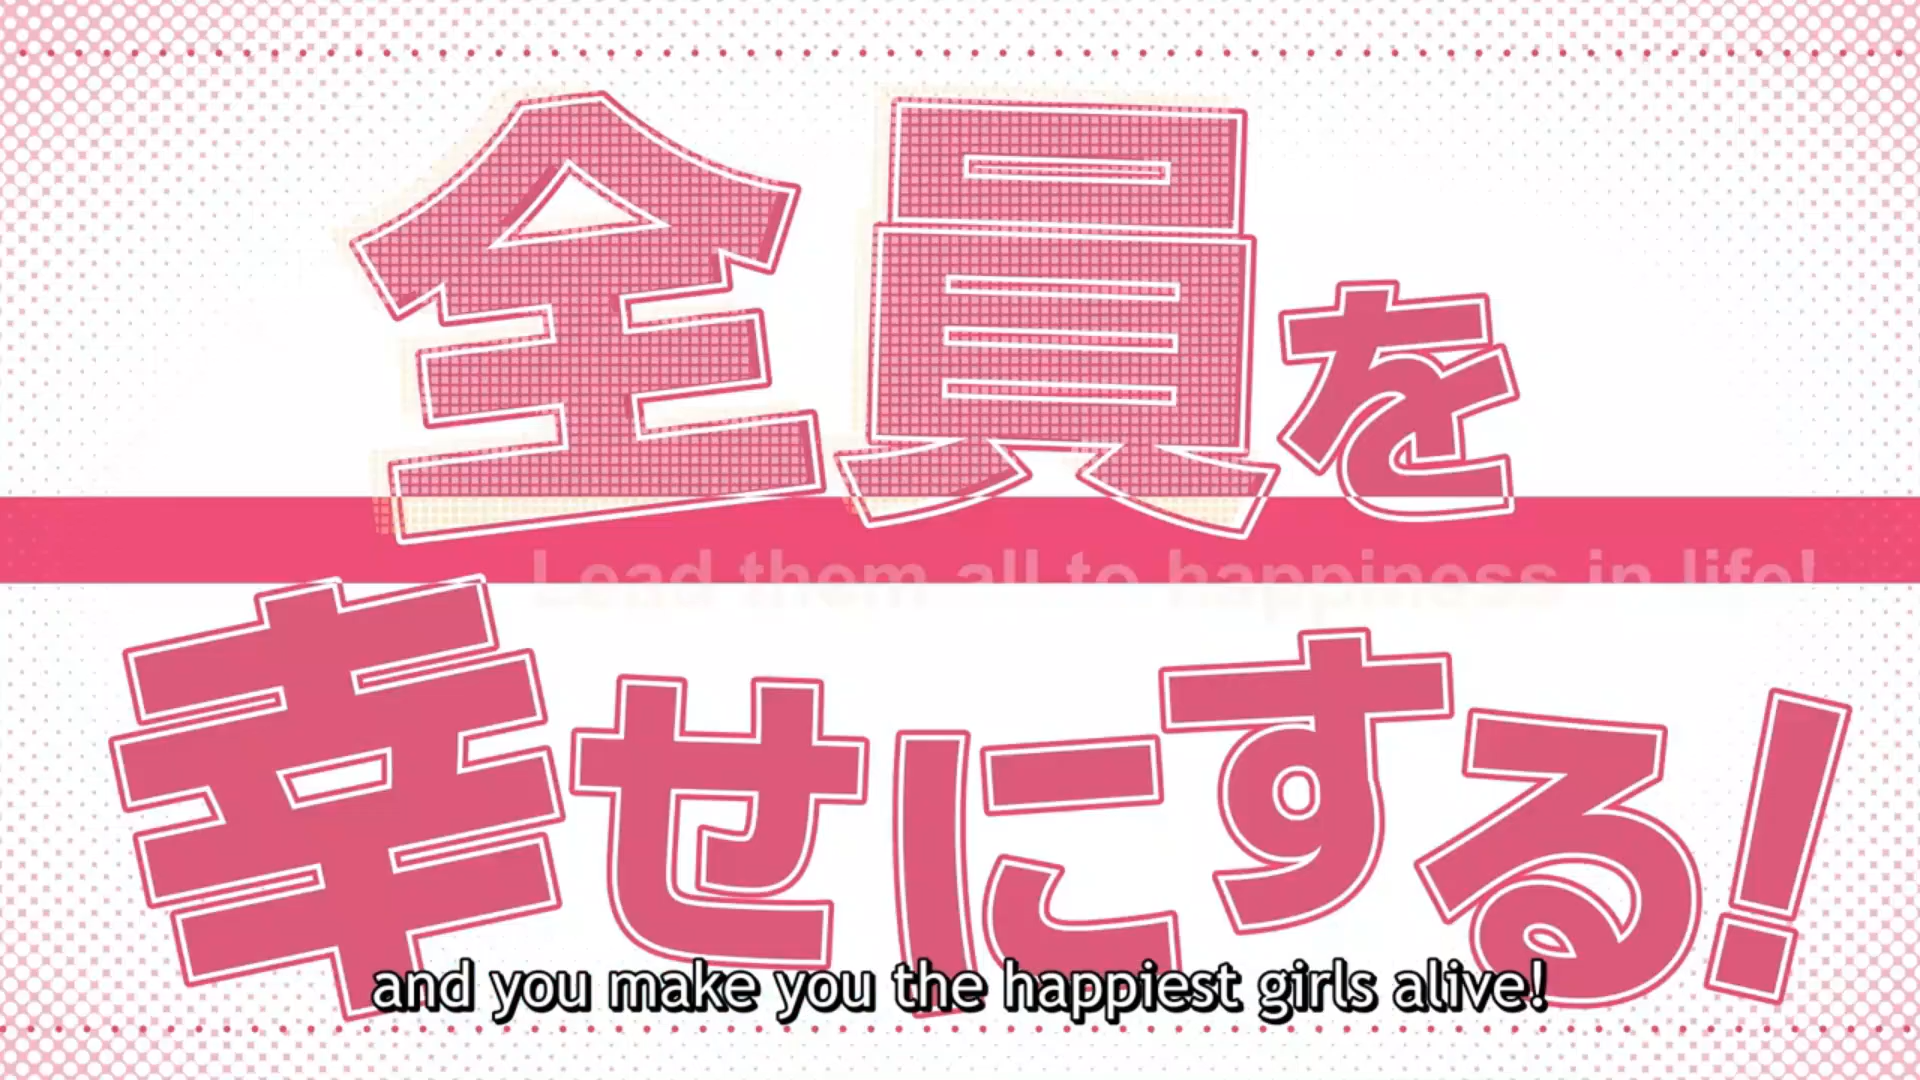 全員を
Lead them all to happiness in life!
幸せにする!
and you make you the happiest girls alive!